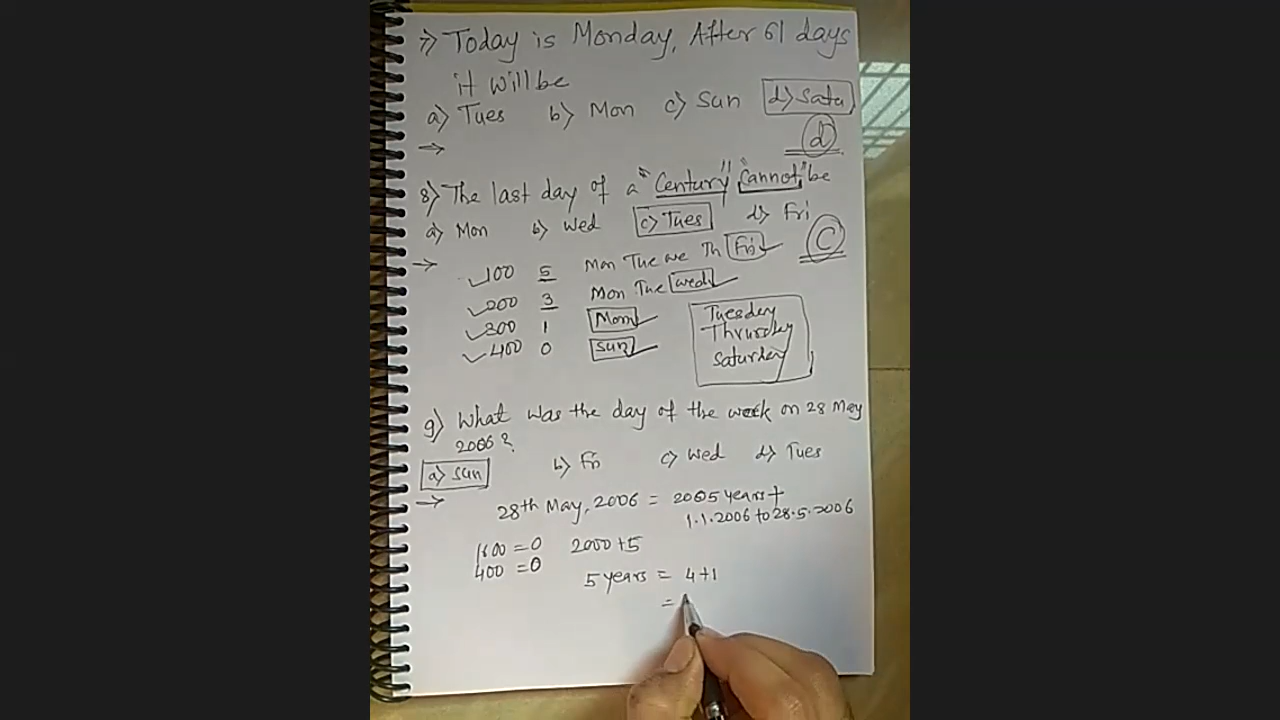 7) Today is Monday, After 61 days
it will be
a) Tues b) Mon c) Sun d) Satu
d
→
8) The last day of a "Century" "cannot" be
a) Mon b) Wed c) Tues d) Fri
C
→
100 5 Mon Tue we Th Fri
200 3 Mon Tue wed
300 1 Mon
400 0 Sun
Tuesday
Thrusday
Saturday
9) What was the day of the week on 28 May
2006?
a) Sun b) Fri c) Wed d) Tues
→ 28th May, 2006 = 2005 years +
1.1.2006 to 28.5.2006
1600 = 0 2000 + 5
400 = 0
5 years = 4 + 1
=